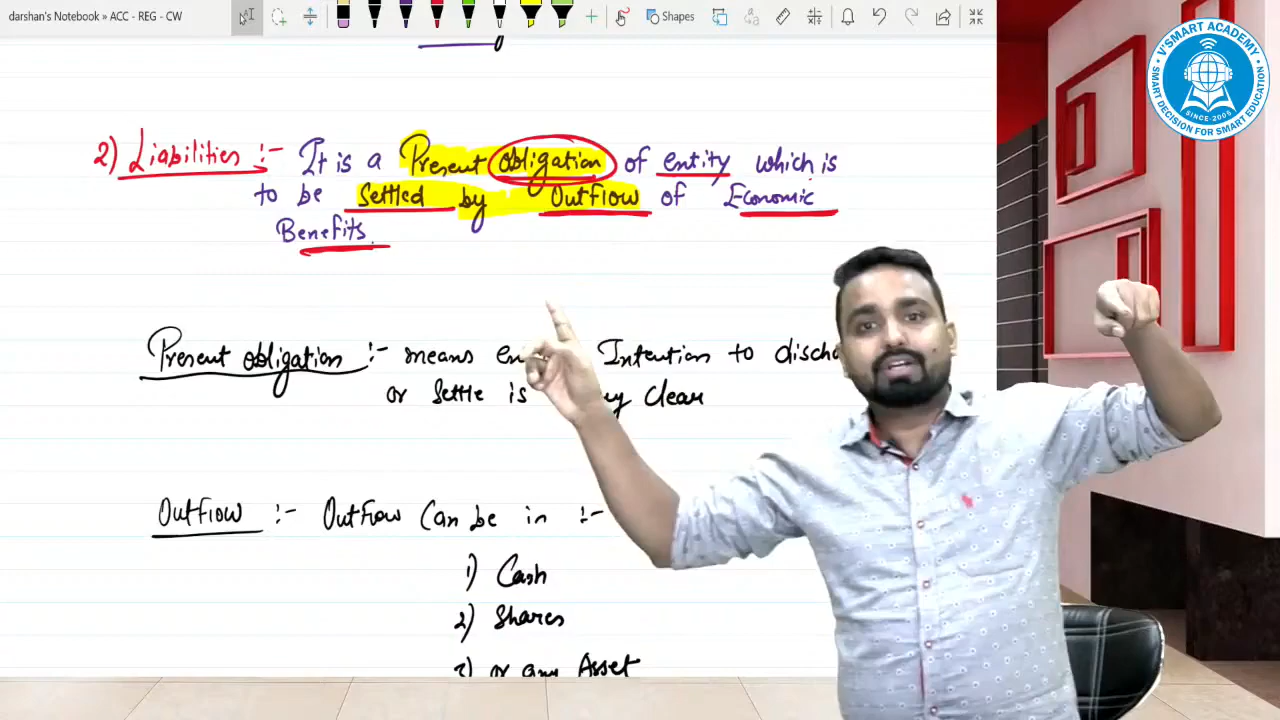 darshan's Notebook » ACC - REG - CW
Shapes
V'SMART ACADEMY
SMART DECISION FOR SMART EDUCATION
SINCE-2005
2) Liabilities :- It is a Present obligation of entity which is
to be Settled by Outflow of Economic
Benefits.
Present obligation :- means Intention to
or Settle is clear
Outflow :- Outflow Can be in :-
1) Cash
2) Shares
3) or any Asset